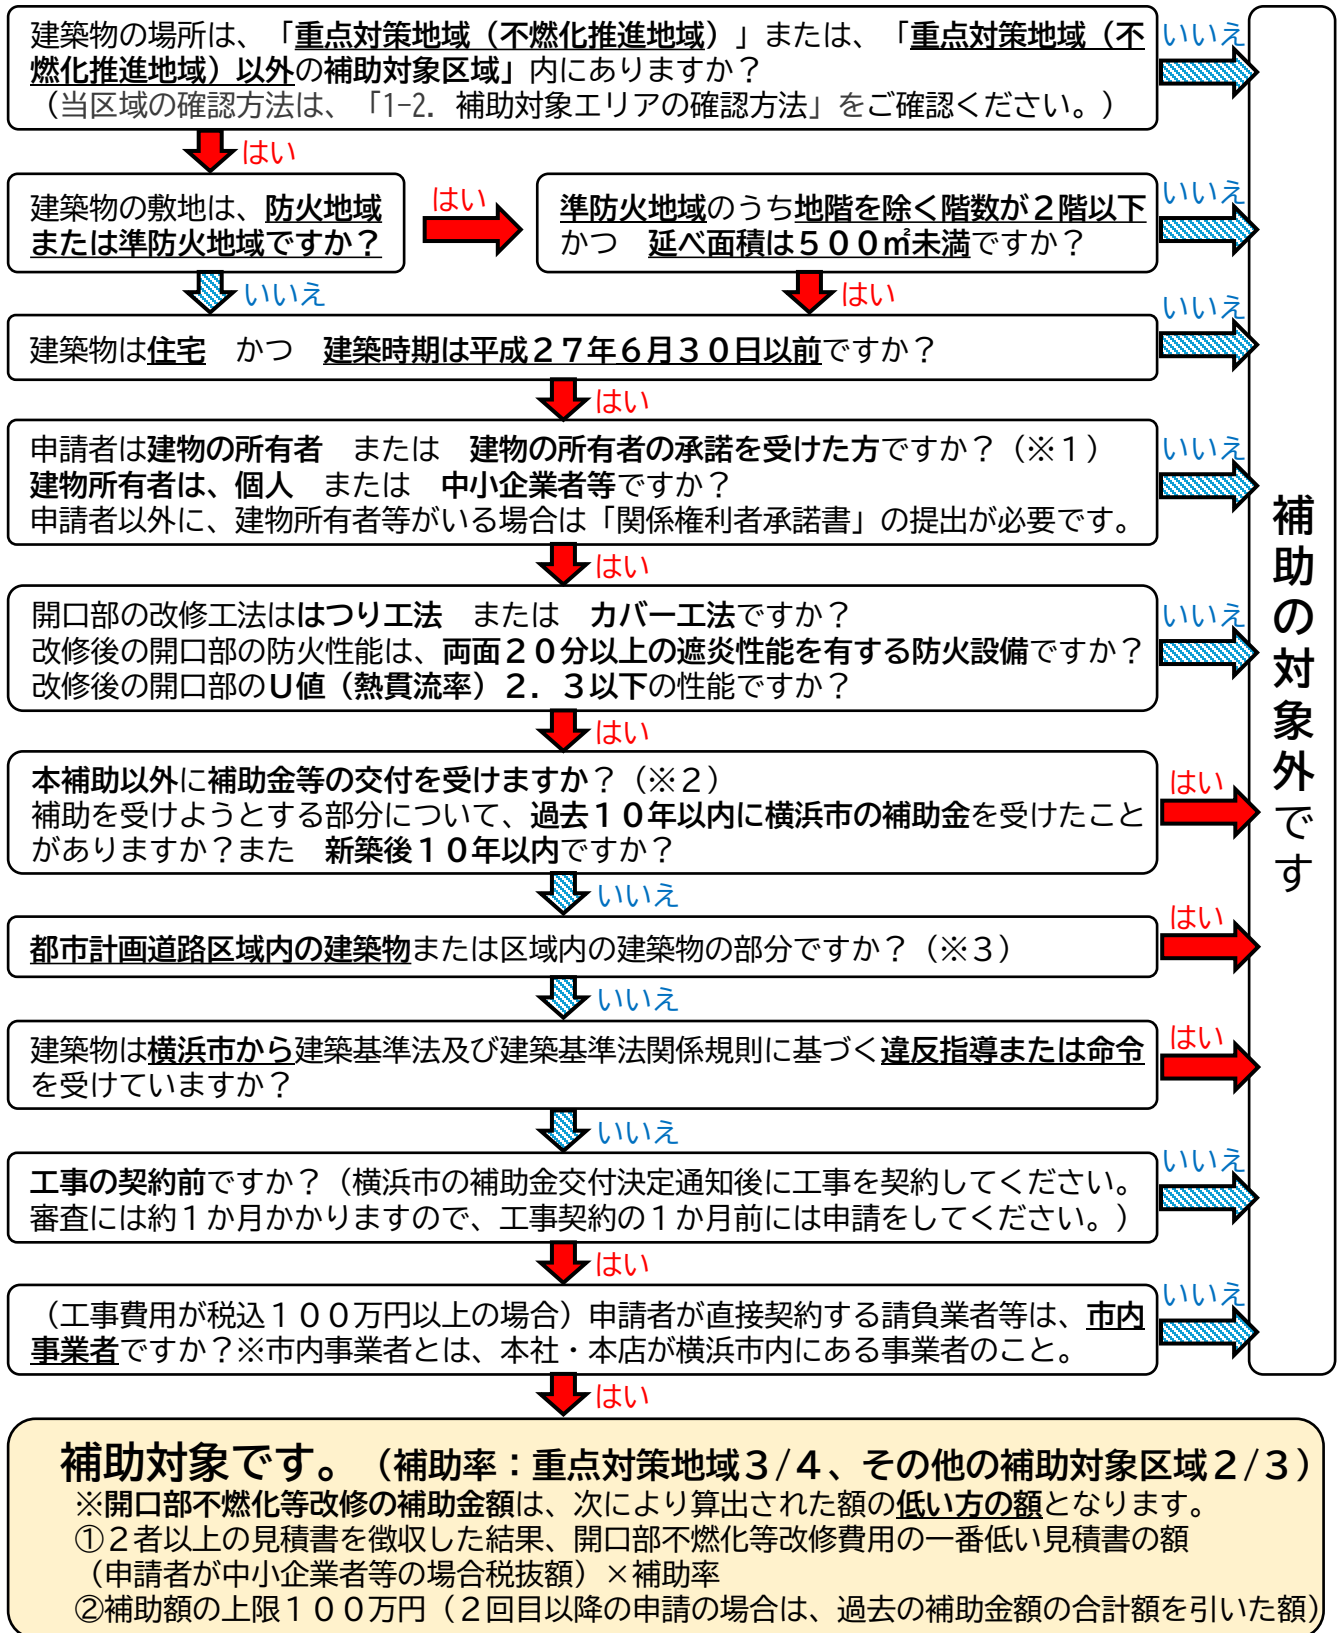 建築物の場所は、「重点対策地域（不燃化推進地域）」または、「重点対策地域（不
燃化推進地域）以外の補助対象区域」内にありますか？
（当区域の確認方法は、「1-2. 補助対象エリアの確認方法」をご確認ください。）
いいえ
はい
建築物の敷地は、防火地域
または準防火地域ですか？
はい
準防火地域のうち地階を除く階数が２階以下
かつ　延べ面積は５００㎡未満ですか？
いいえ
いいえ
はい
建築物は住宅　かつ　建築時期は平成２７年６月３０日以前ですか？
いいえ
はい
申請者は建物の所有者　または　建物の所有者の承諾を受けた方ですか？（※１）
建物所有者は、個人　または　中小企業者等ですか？
申請者以外に、建物所有者等がいる場合は「関係権利者承諾書」の提出が必要です。
いいえ
はい
開口部の改修工法ははつり工法　または　カバー工法ですか？
改修後の開口部の防火性能は、両面２０分以上の遮炎性能を有する防火設備ですか？
改修後の開口部のＵ値（熱貫流率）２．３以下の性能ですか？
いいえ
はい
本補助以外に補助金等の交付を受けますか？（※２）
補助を受けようとする部分について、過去１０年以内に横浜市の補助金を受けたこと
がありますか？また　新築後１０年以内ですか？
はい
いいえ
都市計画道路区域内の建築物または区域内の建築物の部分ですか？（※３）
はい
いいえ
建築物は横浜市から建築基準法及び建築基準法関係規則に基づく違反指導または命令
を受けていますか？
はい
いいえ
工事の契約前ですか？（横浜市の補助金交付決定通知後に工事を契約してください。
審査には約１か月かかりますので、工事契約の１か月前には申請をしてください。）
いいえ
はい
（工事費用が税込１００万円以上の場合）申請者が直接契約する請負業者等は、市内
事業者ですか？※市内事業者とは、本社・本店が横浜市内にある事業者のこと。
いいえ
はい
補助の対象外です
補助対象です。（補助率：重点対策地域３/４、その他の補助対象区域２/３）
※開口部不燃化等改修の補助金額は、次により算出された額の低い方の額となります。
①２者以上の見積書を徴収した結果、開口部不燃化等改修費用の一番低い見積書の額
（申請者が中小企業者等の場合税抜額）×補助率
②補助額の上限１００万円（２回目以降の申請の場合は、過去の補助金額の合計額を引いた額）